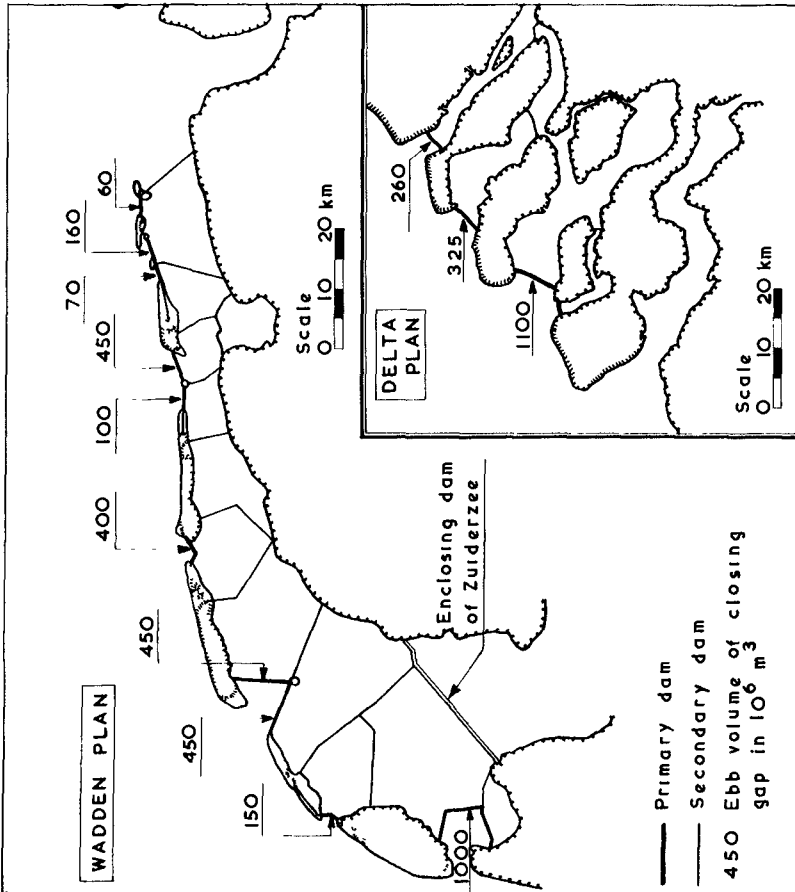 WADDEN PLAN
1000
150
450
450
400
100
450
70
160
60
Scale
0 10 20 km
Enclosing dam
of Zuiderzee
Primary dam
Secondary dam
450 Ebb volume of closing
gap in 10⁶ m³
DELTA
PLAN
1100
325
260
Scale
0 10 20 km